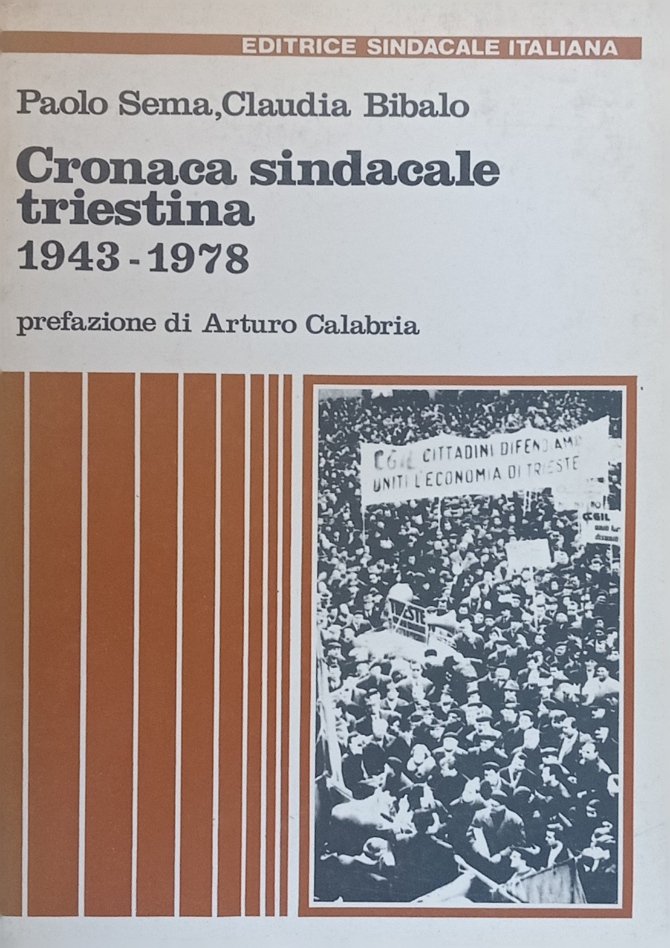 EDITRICE SINDACALE ITALIANA
Paolo Sema, Claudia Bibalo
Cronaca sindacale
triestina
1943-1978
prefazione di Arturo Calabria
CGIL CITTADINI DIFENDIAMO
UNITI L'ECONOMIA DI TRIESTE
CGIL